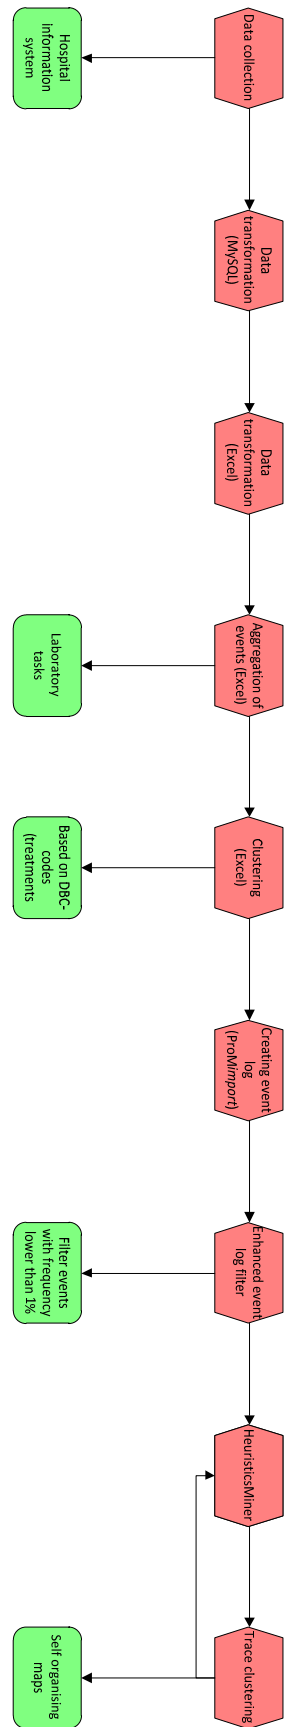 Data collection
Hospital
information
system
Data
transformation
(MySQL)
Data
transformation
(Excel)
Aggregation of
events (Excel)
Laboratory
tasks
Clustering
(Excel)
Based on DBC-
codes
(treatments
Creating event
log
(ProMimport)
Enhanced event
log filter
Filter events
with frequency
lower than 1%
HeuristicsMiner
Trace clustering
Self organising
maps